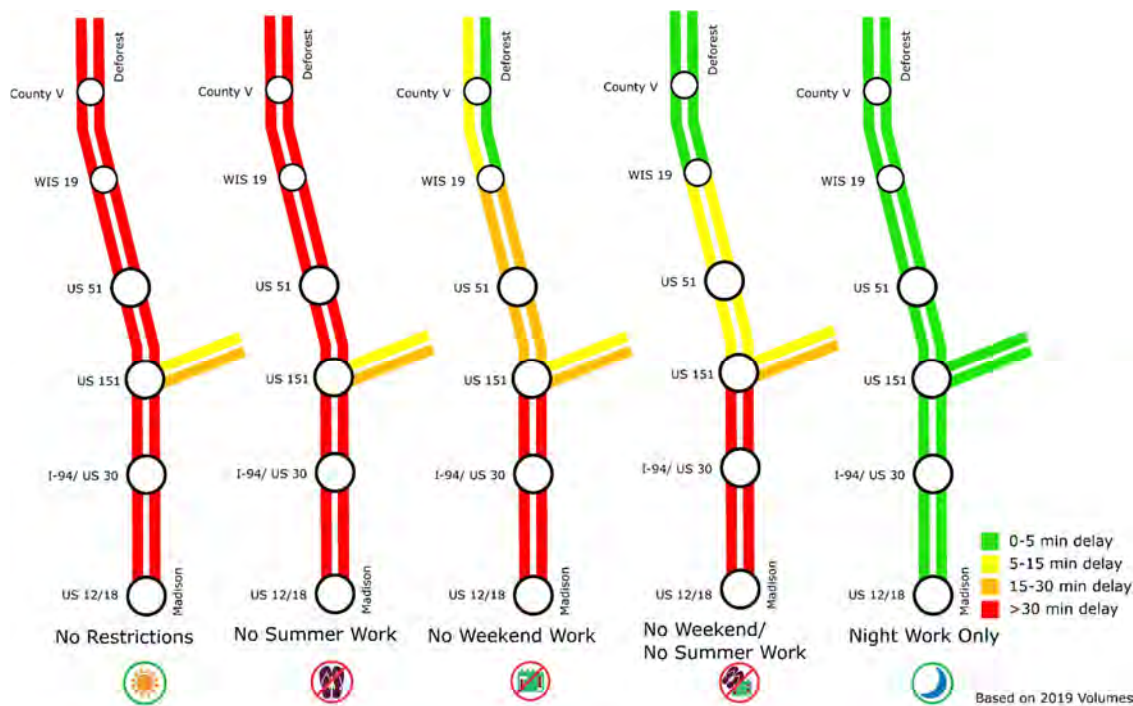 Deforest
County V
WIS 19
US 51
US 151
I-94/ US 30
US 12/18
Madison
No Restrictions
Deforest
County V
WIS 19
US 51
US 151
I-94/ US 30
US 12/18
Madison
No Summer Work
Deforest
County V
WIS 19
US 51
US 151
I-94/ US 30
US 12/18
Madison
No Weekend Work
Deforest
County V
WIS 19
US 51
US 151
I-94/ US 30
US 12/18
Madison
No Weekend/
No Summer Work
Deforest
County V
WIS 19
US 51
US 151
I-94/ US 30
US 12/18
Madison
Night Work Only
0-5 min delay
5-15 min delay
15-30 min delay
>30 min delay
Based on 2019 Volumes